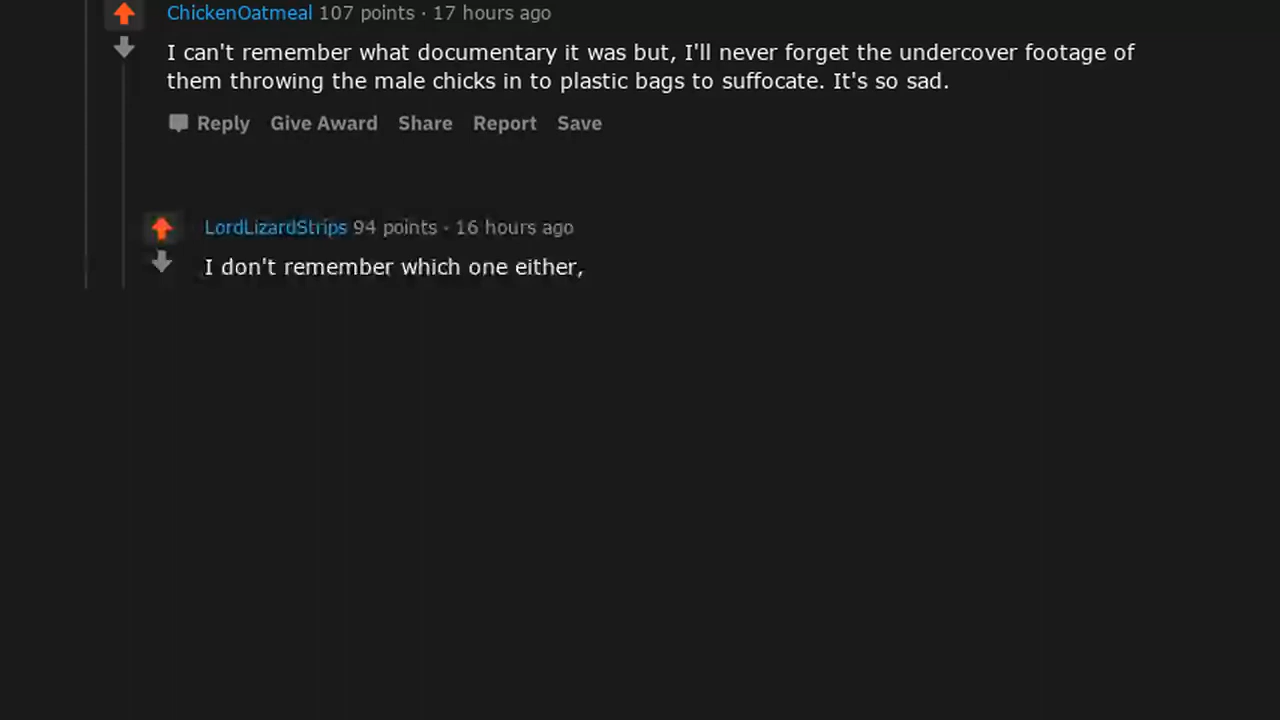 ChickenOatmeal 107 points · 17 hours ago
I can't remember what documentary it was but, I'll never forget the undercover footage of
them throwing the male chicks in to plastic bags to suffocate. It's so sad.
Reply Give Award Share Report Save
LordLizardStrips 94 points · 16 hours ago
I don't remember which one either,